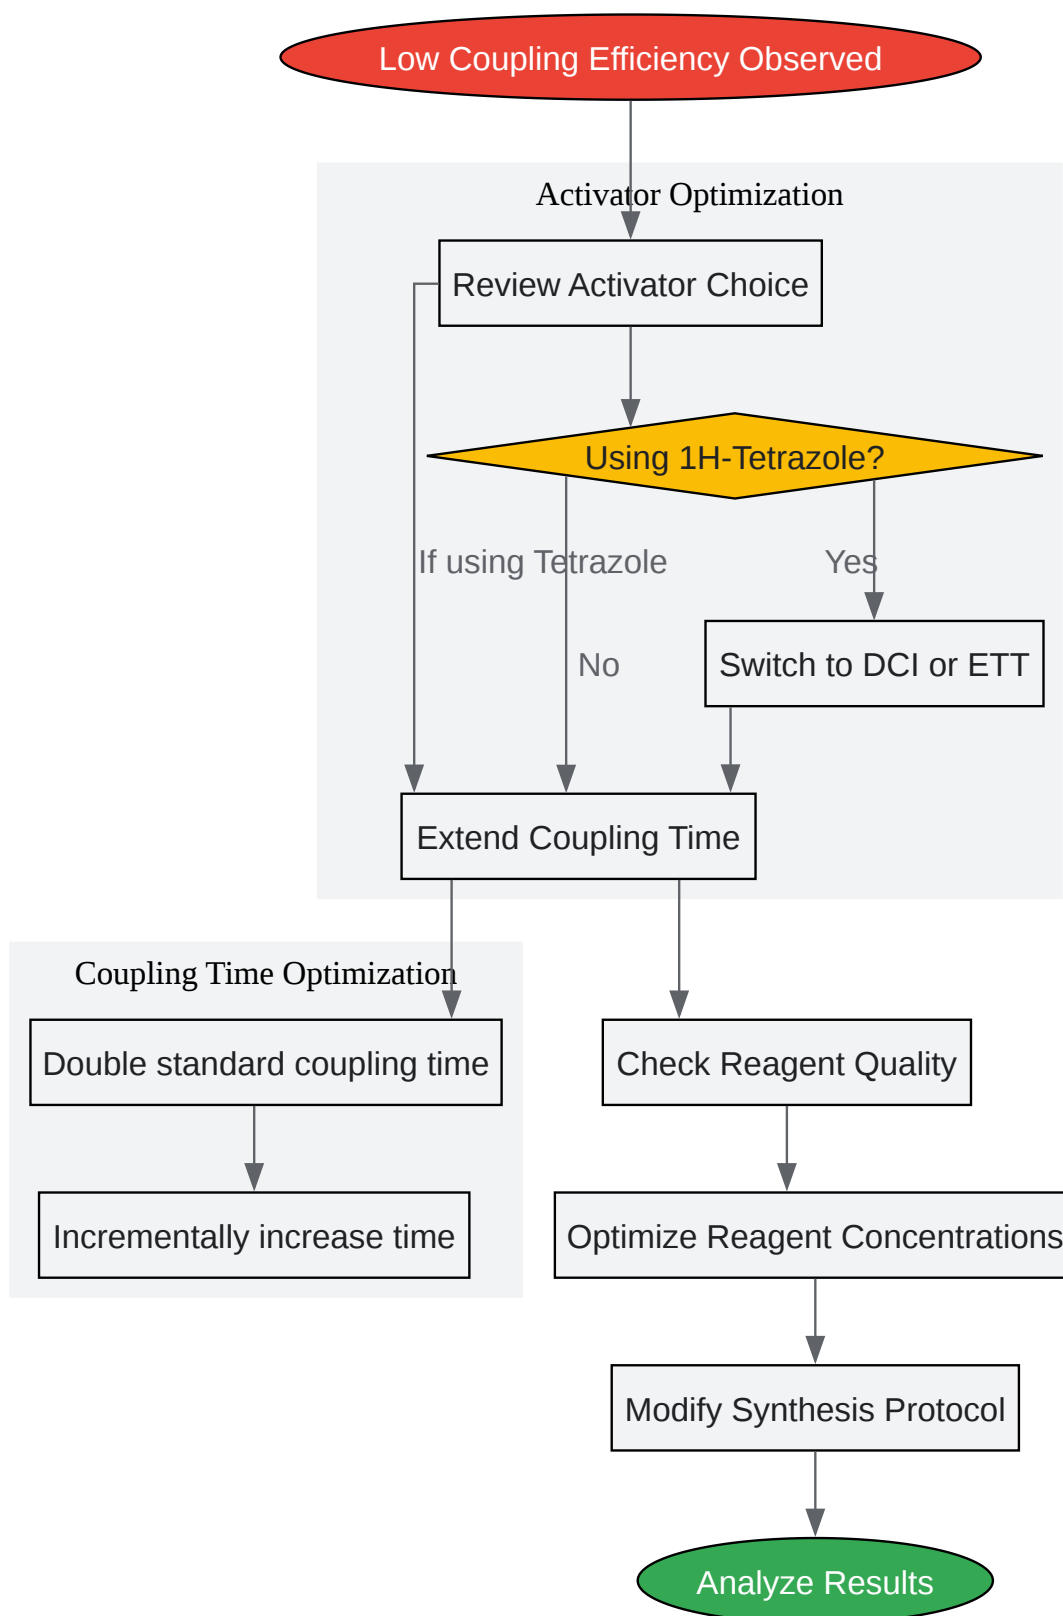 Low Coupling Efficiency Observed
Activator Optimization
Review Activator Choice
Using 1H-Tetrazole?
If using Tetrazole
Yes
No
Switch to DCI or ETT
Extend Coupling Time
Coupling Time Optimization
Double standard coupling time
Check Reagent Quality
Incrementally increase time
Optimize Reagent Concentrations
Modify Synthesis Protocol
Analyze Results